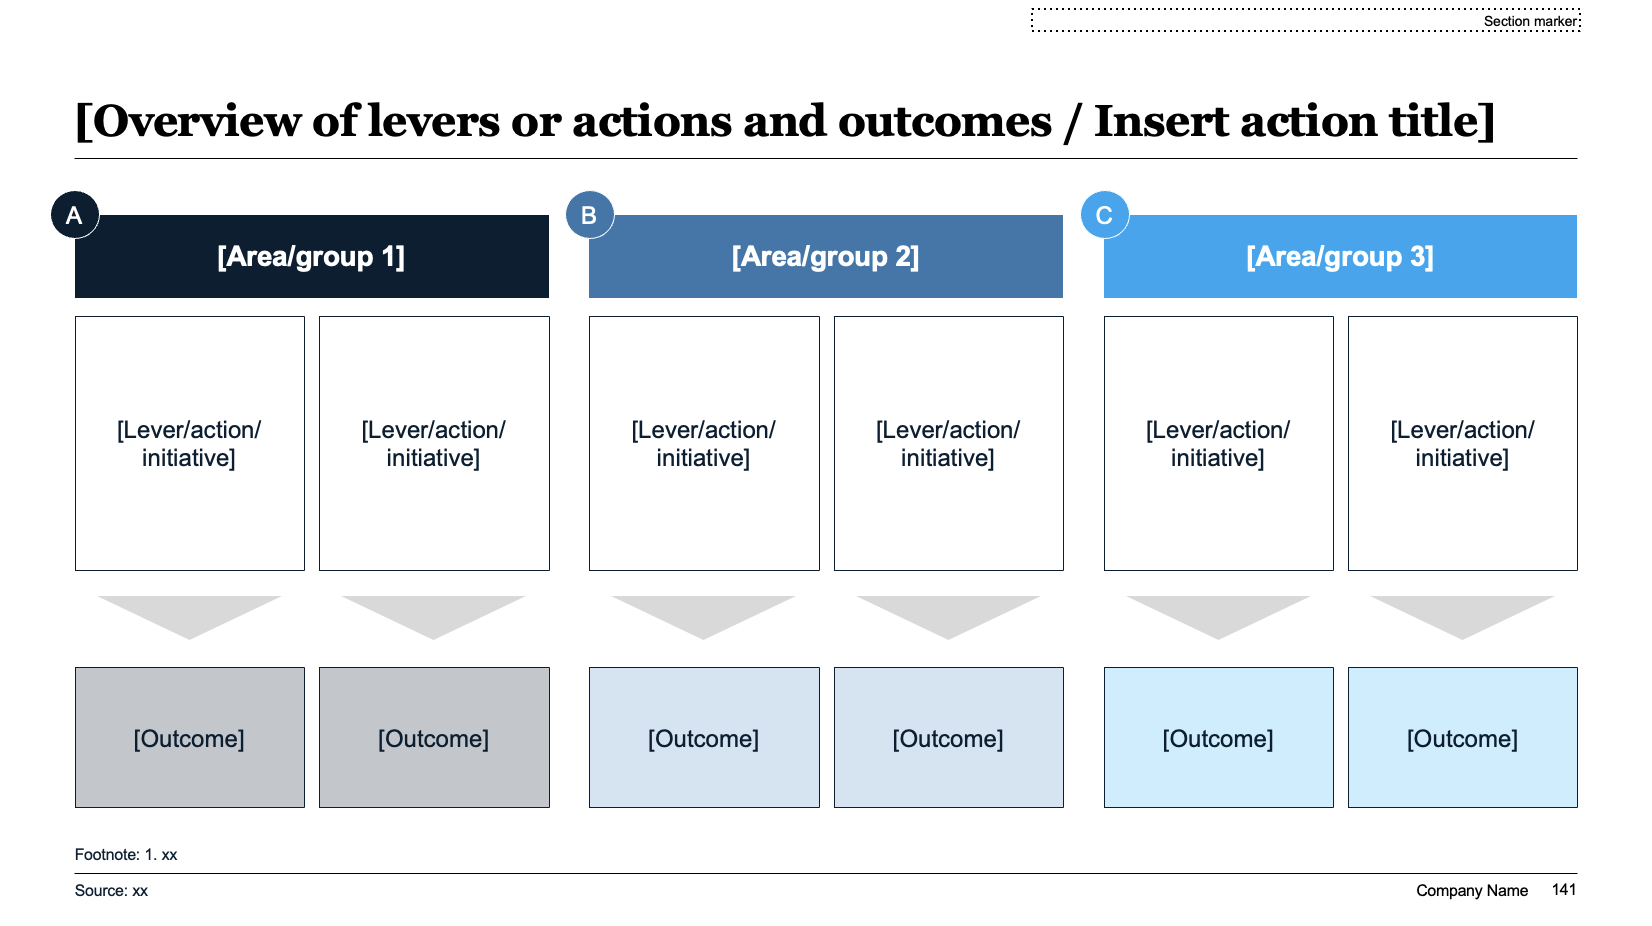 Section marker
[Overview of levers or actions and outcomes / Insert action title]
A
B
C
[Area/group 1]
[Area/group 2]
[Area/group 3]
[Lever/action/
initiative]
[Lever/action/
initiative]
[Lever/action/
initiative]
[Lever/action/
initiative]
[Lever/action/
initiative]
[Lever/action/
initiative]
[Outcome]
[Outcome]
[Outcome]
[Outcome]
[Outcome]
[Outcome]
Footnote: 1. xx
Source: xx
Company Name
141